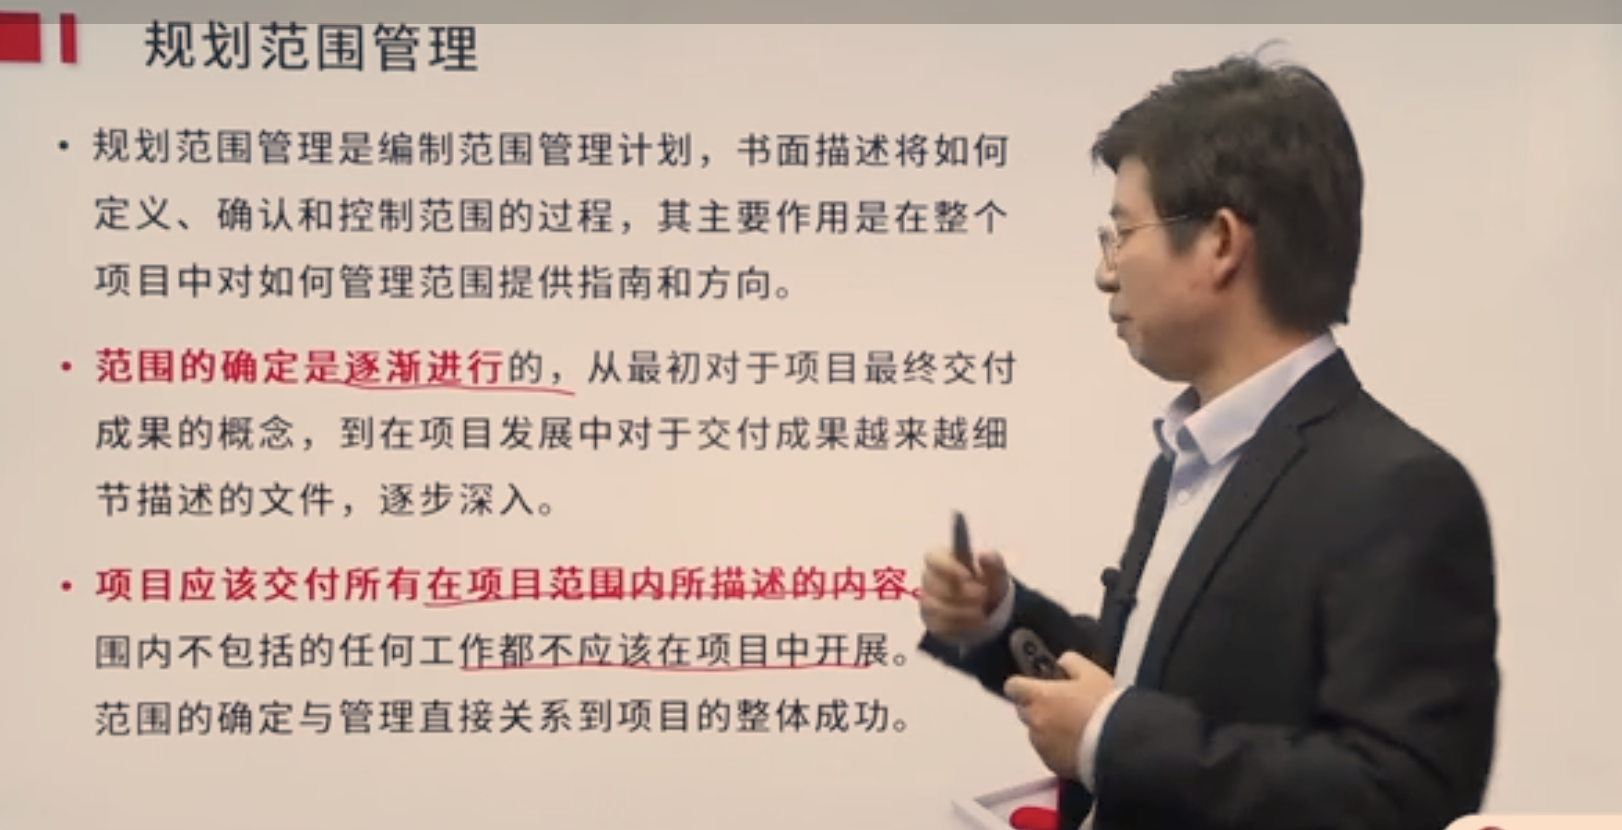 规划范围管理
• 规划范围管理是编制范围管理计划，书面描述将如何
定义、确认和控制范围的过程，其主要作用是在整个
项目中对如何管理范围提供指南和方向。
• 范围的确定是逐渐进行的，从最初对于项目最终交付
成果的概念，到在项目发展中对于交付成果越来越细
节描述的文件，逐步深入。
• 项目应该交付所有在项目范围内所描述的内容。
围内不包括的任何工作都不应该在项目中开展。
范围的确定与管理直接关系到项目的整体成功。